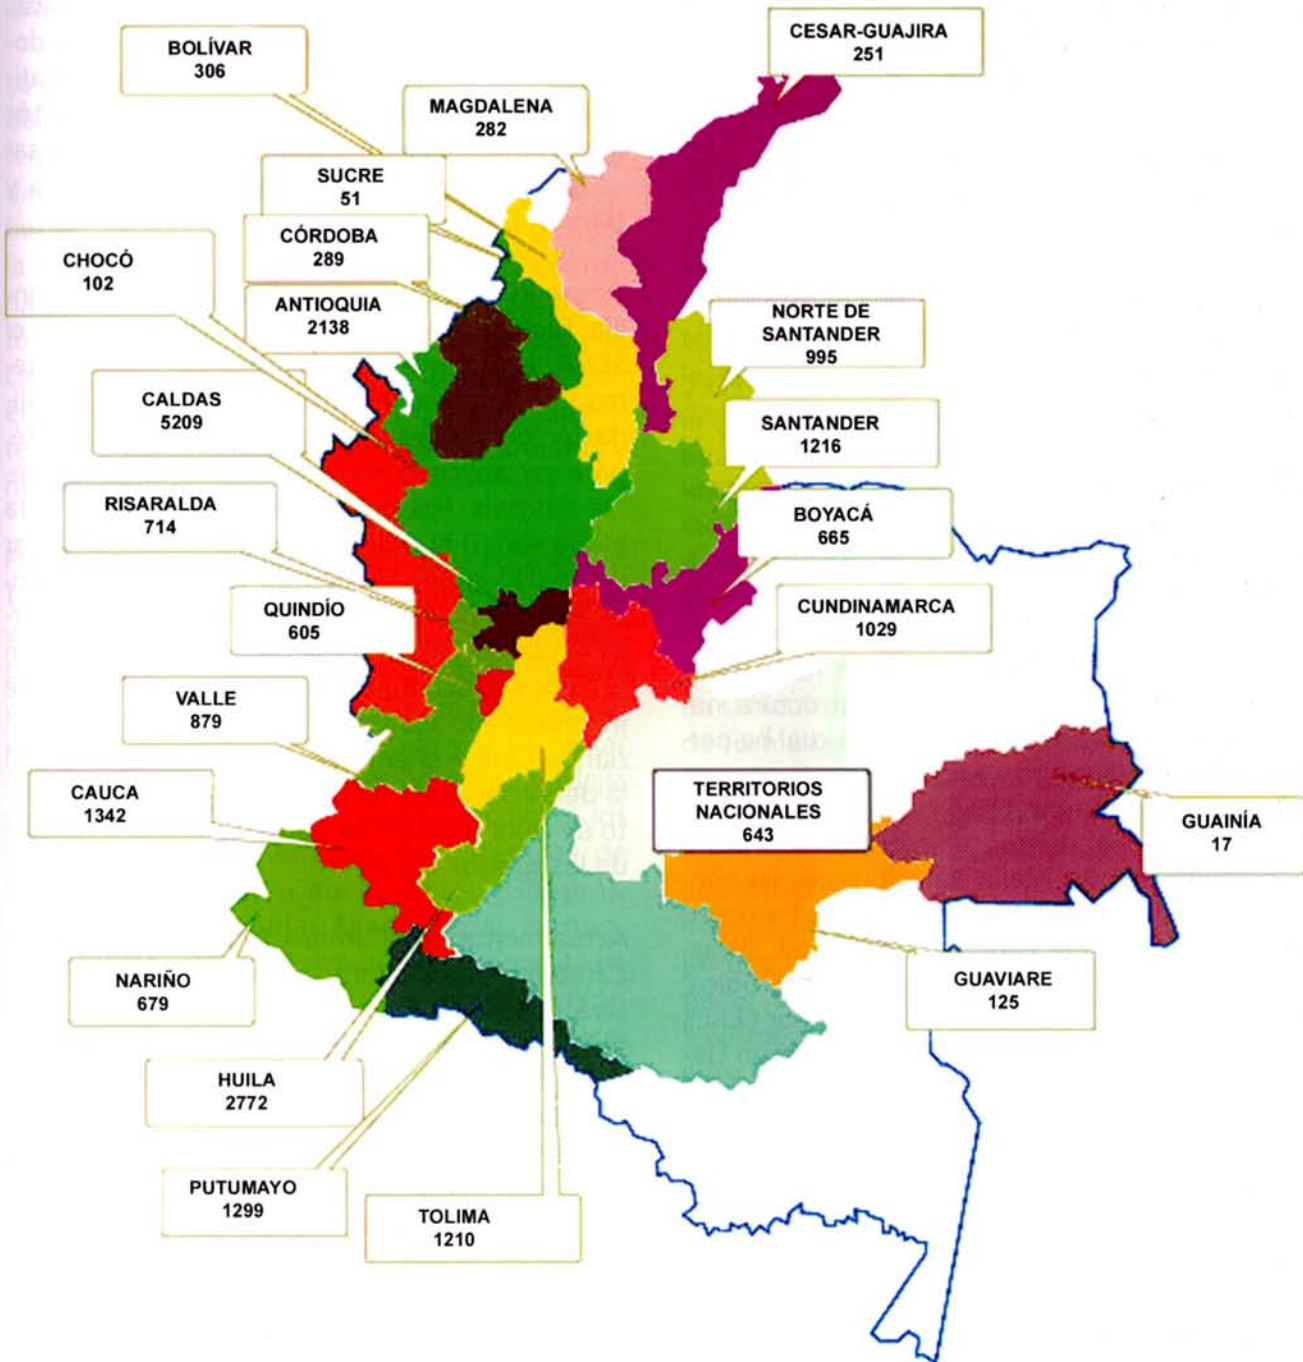 CESAR-GUAJIRA
251
BOLÍVAR
306
MAGDALENA
282
SUCRE
51
CÓRDOBA
289
CHOCÓ
102
ANTIOQUIA
2138
NORTE DE
SANTANDER
995
CALDAS
5209
SANTANDER
1216
RISARALDA
714
BOYACÁ
665
QUINDÍO
605
CUNDINAMARCA
1029
VALLE
879
CAUCA
1342
TERRITORIOS
NACIONALES
643
GUAINÍA
17
NARIÑO
679
GUAVIARE
125
HUILA
2772
PUTUMAYO
1299
TOLIMA
1210